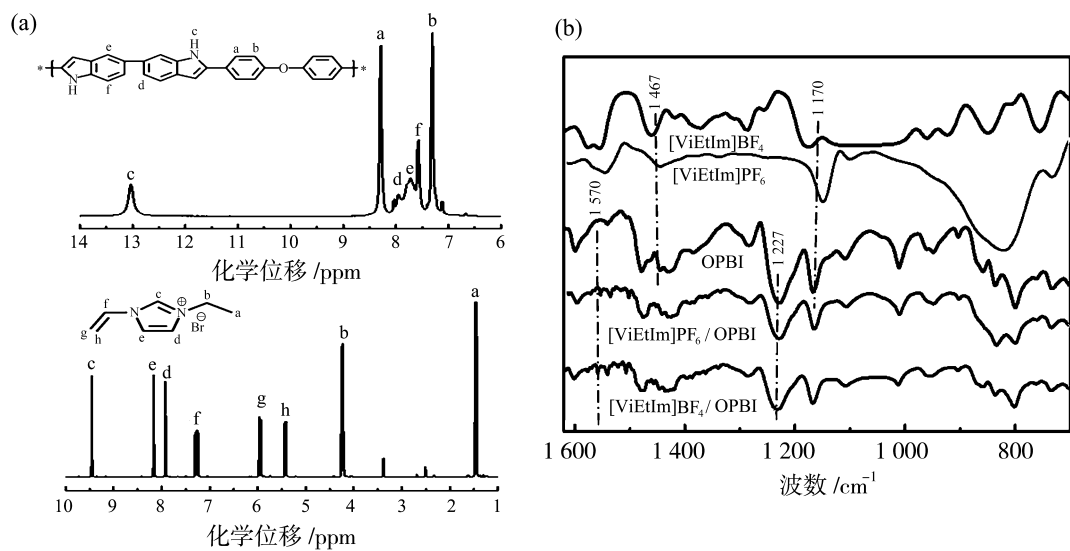 (a)
c
H
N
a
b
e
*
O
*
N
H
f
d
a
b
f
e
d
c
14
13
12
11
10
9
8
7
6
化学位移 /ppm
f
c
b
N
N
⊕
⊖
Br
a
g
h
e
d
a
b
c
e
d
f
g
h
10
9
8
7
6
5
4
3
2
1
化学位移 /ppm
(b)
1 467
1 170
[ViEtIm]BF4
[ViEtIm]PF6
1 570
1 227
OPBI
[ViEtIm]PF6 / OPBI
[ViEtIm]BF4 / OPBI
1 600
1 400
1 200
1 000
800
波数 /cm−1